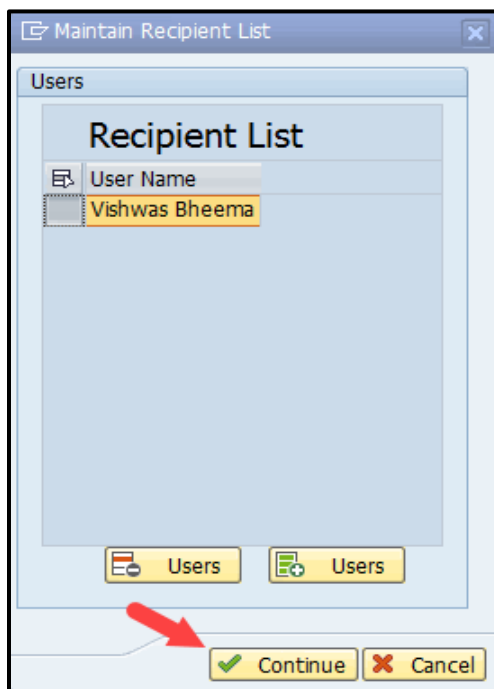 Maintain Recipient List
Users
Recipient List
User Name
Vishwas Bheema
Users Users
Continue Cancel